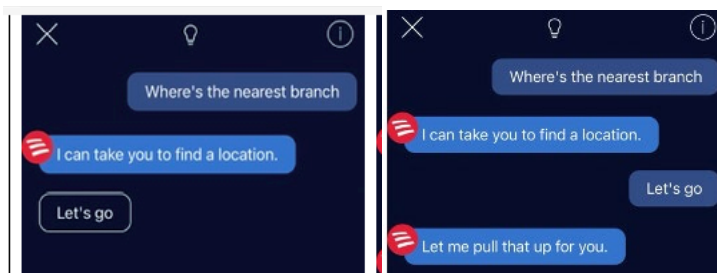 Where's the nearest branch
I can take you to find a location.
Let's go
Where's the nearest branch
I can take you to find a location.
Let's go
Let me pull that up for you.